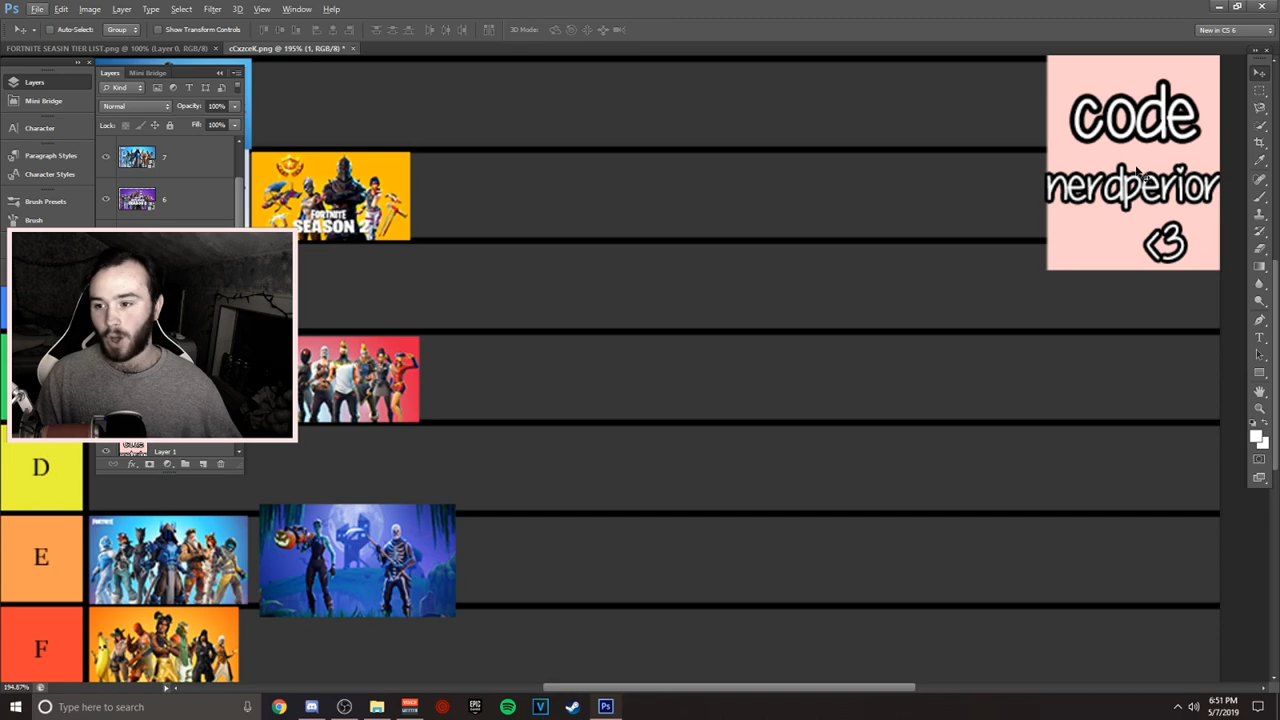 Ps File Edit Image Layer Type Select Filter 3D View Window Help
Auto-Select: Group Show Transform Controls 3D Mode: New in CS 6
FORTNITE SEASIN TIER LIST.png @ 100% (Layer 0, RGB/8) × cCxzceK.png @ 195% (1, RGB/8) * ×
Layers
Mini Bridge
Character
Paragraph Styles
Character Styles
Brush Presets
Brush
Layers Mini Bridge
Kind
Normal Opacity: 100%
Lock: Fill: 100%
7
6
Layer 1
FORTNITE
SEASON 2
code
nerdperior
<3
D
E
FORTNITE
F
194.87%
Type here to search
6:51 PM
5/7/2019